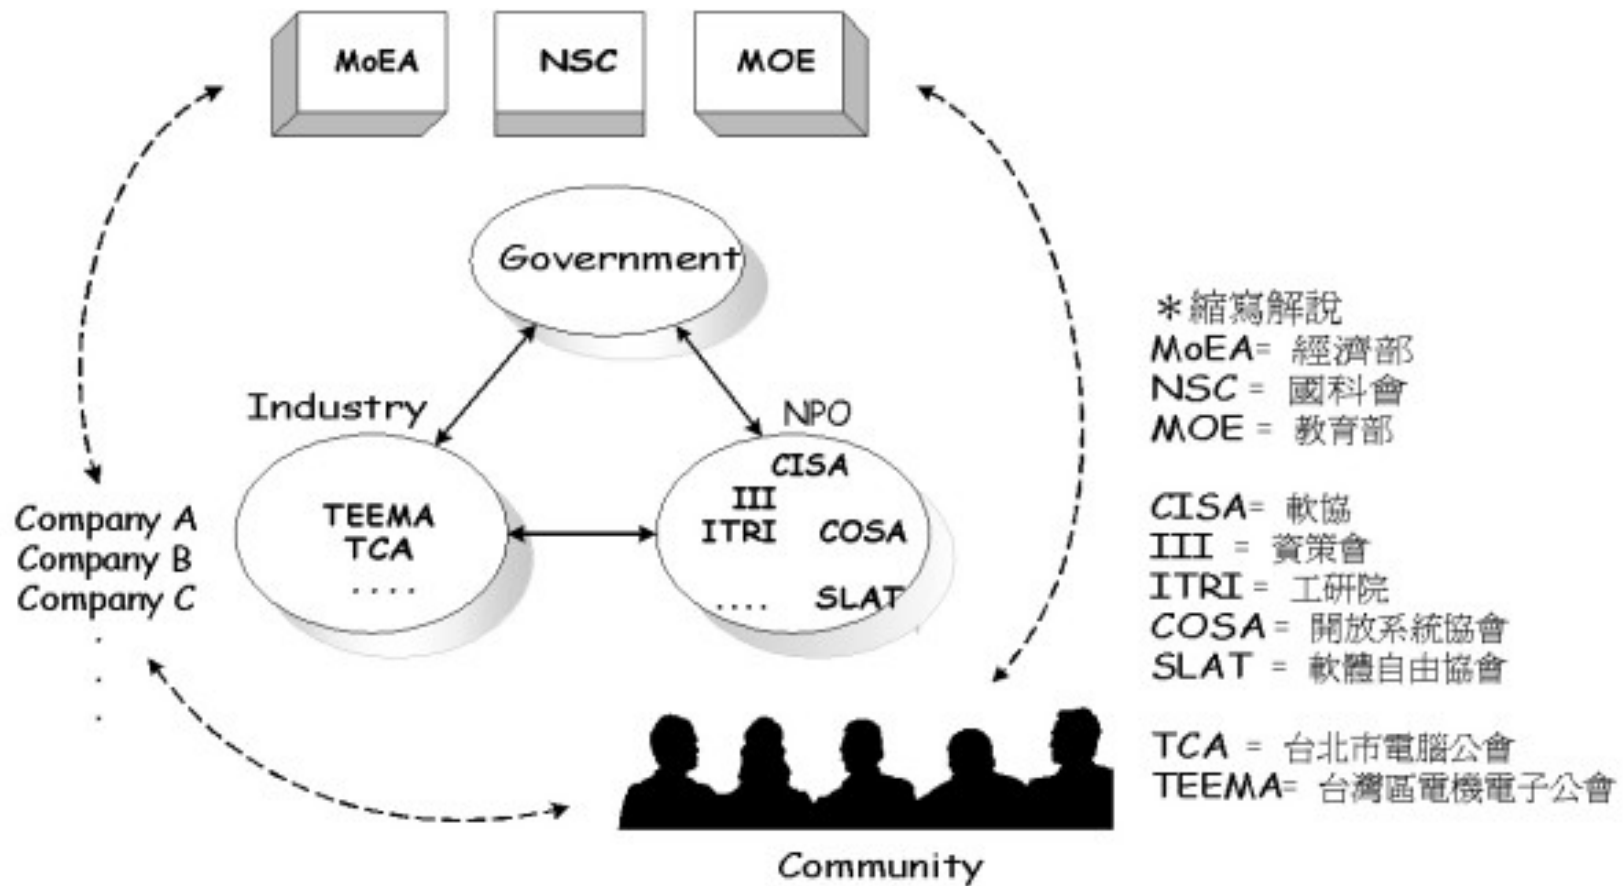 MoEA
NSC
MOE
Government
Industry
NPO
CISA
III
ITRI
COSA
....
SLAT
TEEMA
TCA
....
Company A
Company B
Company C
.
.
.
Community
*縮寫解說
MoEA= 經濟部
NSC = 國科會
MOE = 教育部
CISA= 軟協
III = 資策會
ITRI = 工研院
COSA = 開放系統協會
SLAT = 軟體自由協會
TCA = 台北市電腦公會
TEEMA= 台灣區電機電子公會